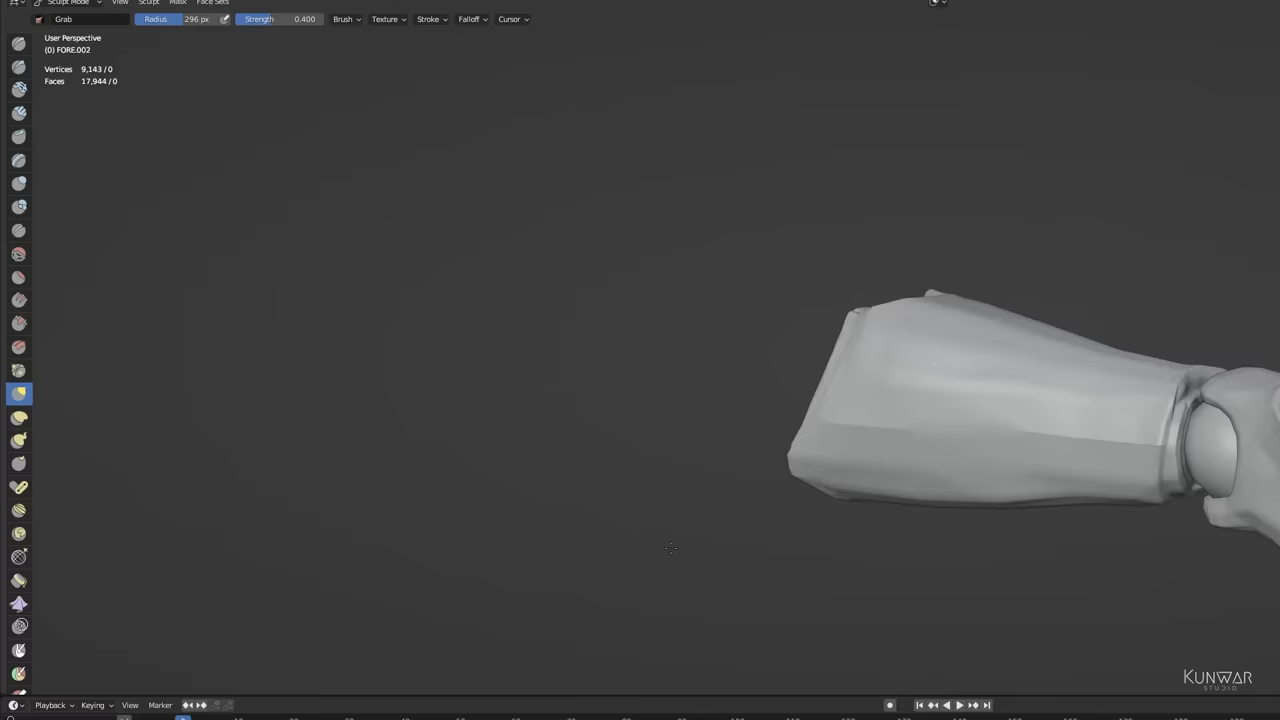 Sculpt Mode View Sculpt Mask Face Sets
Grab Radius 296 px Strength 0.400 Brush Texture Stroke Falloff Cursor
User Perspective
(0) FORE.002
Vertices 9,143 / 0
Faces 17,944 / 0
KUNWAR
STUDIO
Playback Keying View Marker